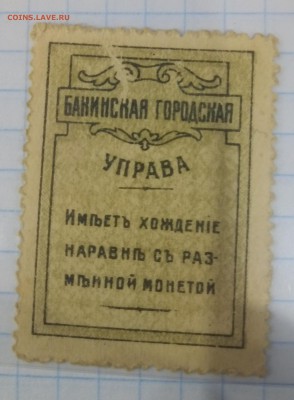 COINS.LAVE.RU
БАКИНСКАЯ ГОРОДСКАЯ
УПРАВА
ИМѢЕТЪ ХОЖДЕНІЕ
НАРАВНѢ СЪ РАЗ-
МѢННОЙ МОНЕТОЙ